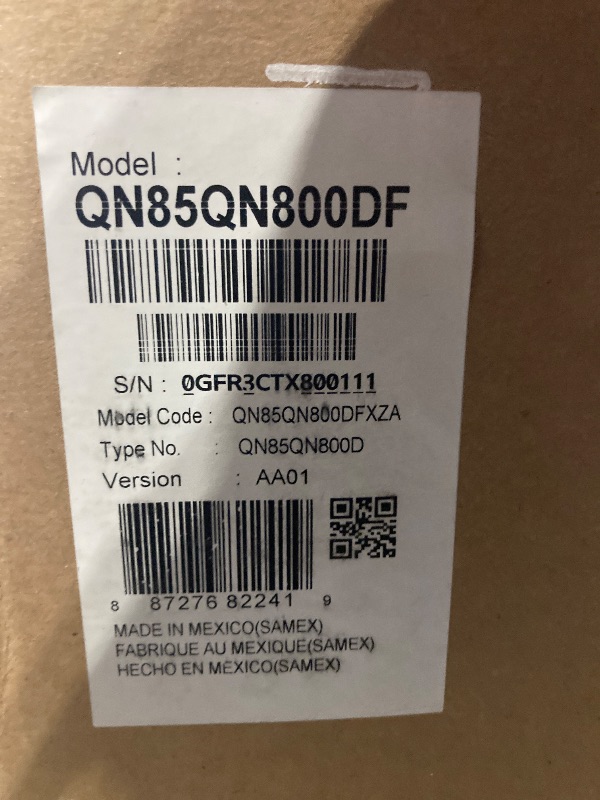 Model :
QN85QN800DF
S/N : 0GFR3CTX800111
Model Code : QN85QN800DFXZA
Type No. : QN85QN800D
Version : AA01
8 87276 82241 9
MADE IN MEXICO(SAMEX)
FABRIQUE AU MEXIQUE(SAMEX)
HECHO EN MÉXICO(SAMEX)